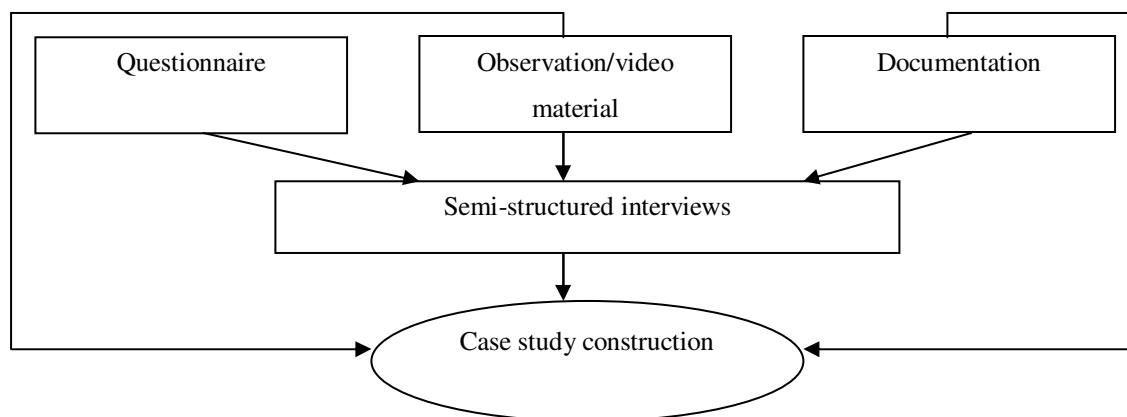 Questionnaire
Observation/video
material
Documentation
Semi-structured interviews
Case study construction